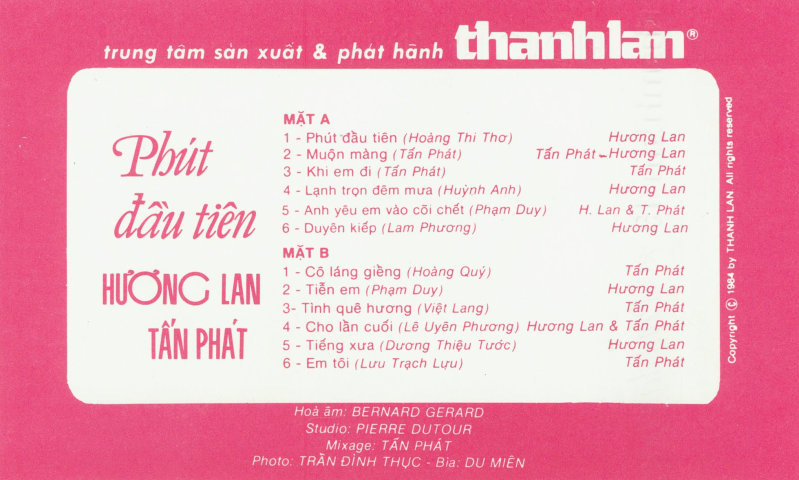 trung tâm sản xuất & phát hành thanhlan®
Phút
đầu tiên
HƯƠNG LAN
TẤN PHÁT
MẶT A
1 - Phút đầu tiên (Hoàng Thi Thơ) Hương Lan
2 - Muộn màng (Tấn Phát) Tấn Phát - Hương Lan
3 - Khi em đi (Tấn Phát) Tấn Phát
4 - Lạnh trọn đêm mưa (Huỳnh Anh) Hương Lan
5 - Anh yêu em vào cõi chết (Phạm Duy) H. Lan & T. Phát
6 - Duyên kiếp (Lam Phương) Hương Lan
MẶT B
1 - Cô láng giềng (Hoàng Quý) Tấn Phát
2 - Tiễn em (Phạm Duy) Hương Lan
3- Tình quê hương (Việt Lang) Tấn Phát
4 - Cho lần cuối (Lê Uyên Phương) Hương Lan & Tấn Phát
5 - Tiếng xưa (Dương Thiệu Tước) Hương Lan
6 - Em tôi (Lưu Trạch Lựu) Tấn Phát
Copyright © 1984 by THANH LAN. All rights reserved
Hoà âm: BERNARD GERARD
Studio: PIERRE DUTOUR
Mixage: TẤN PHÁT
Photo: TRẦN ĐÌNH THỤC - Bìa: DU MIÊN